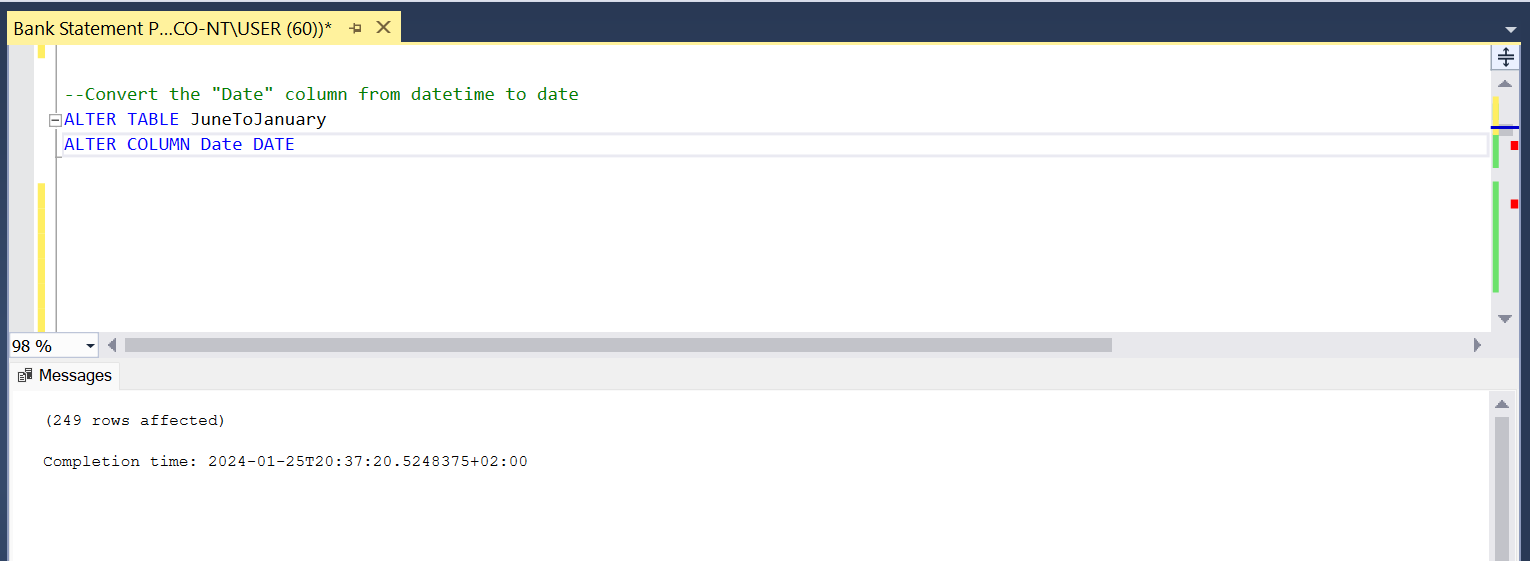 Bank Statement P...CO-NT\USER (60))*
--Convert the "Date" column from datetime to date
ALTER TABLE JuneToJanuary
ALTER COLUMN Date DATE
98 %
Messages
(249 rows affected)
Completion time: 2024-01-25T20:37:20.5248375+02:00